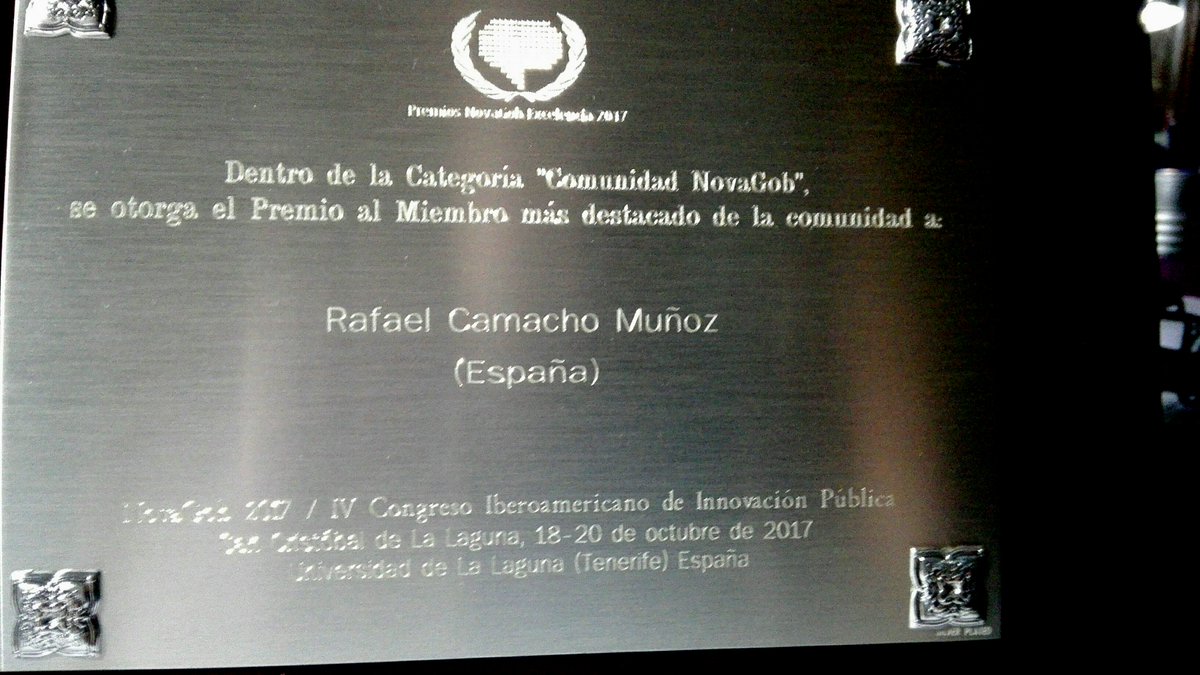 Premios NovaGob Excelencia 2017
Dentro de la Categoría "Comunidad NovaGob",
se otorga el Premio al Miembro más destacado de la comunidad a:
Rafael Camacho Muñoz
(España)
NovaGob 2017 / IV Congreso Iberoamericano de Innovación Pública
San Cristóbal de La Laguna, 18-20 de octubre de 2017
Universidad de La Laguna (Tenerife) España
SILVER PLATED